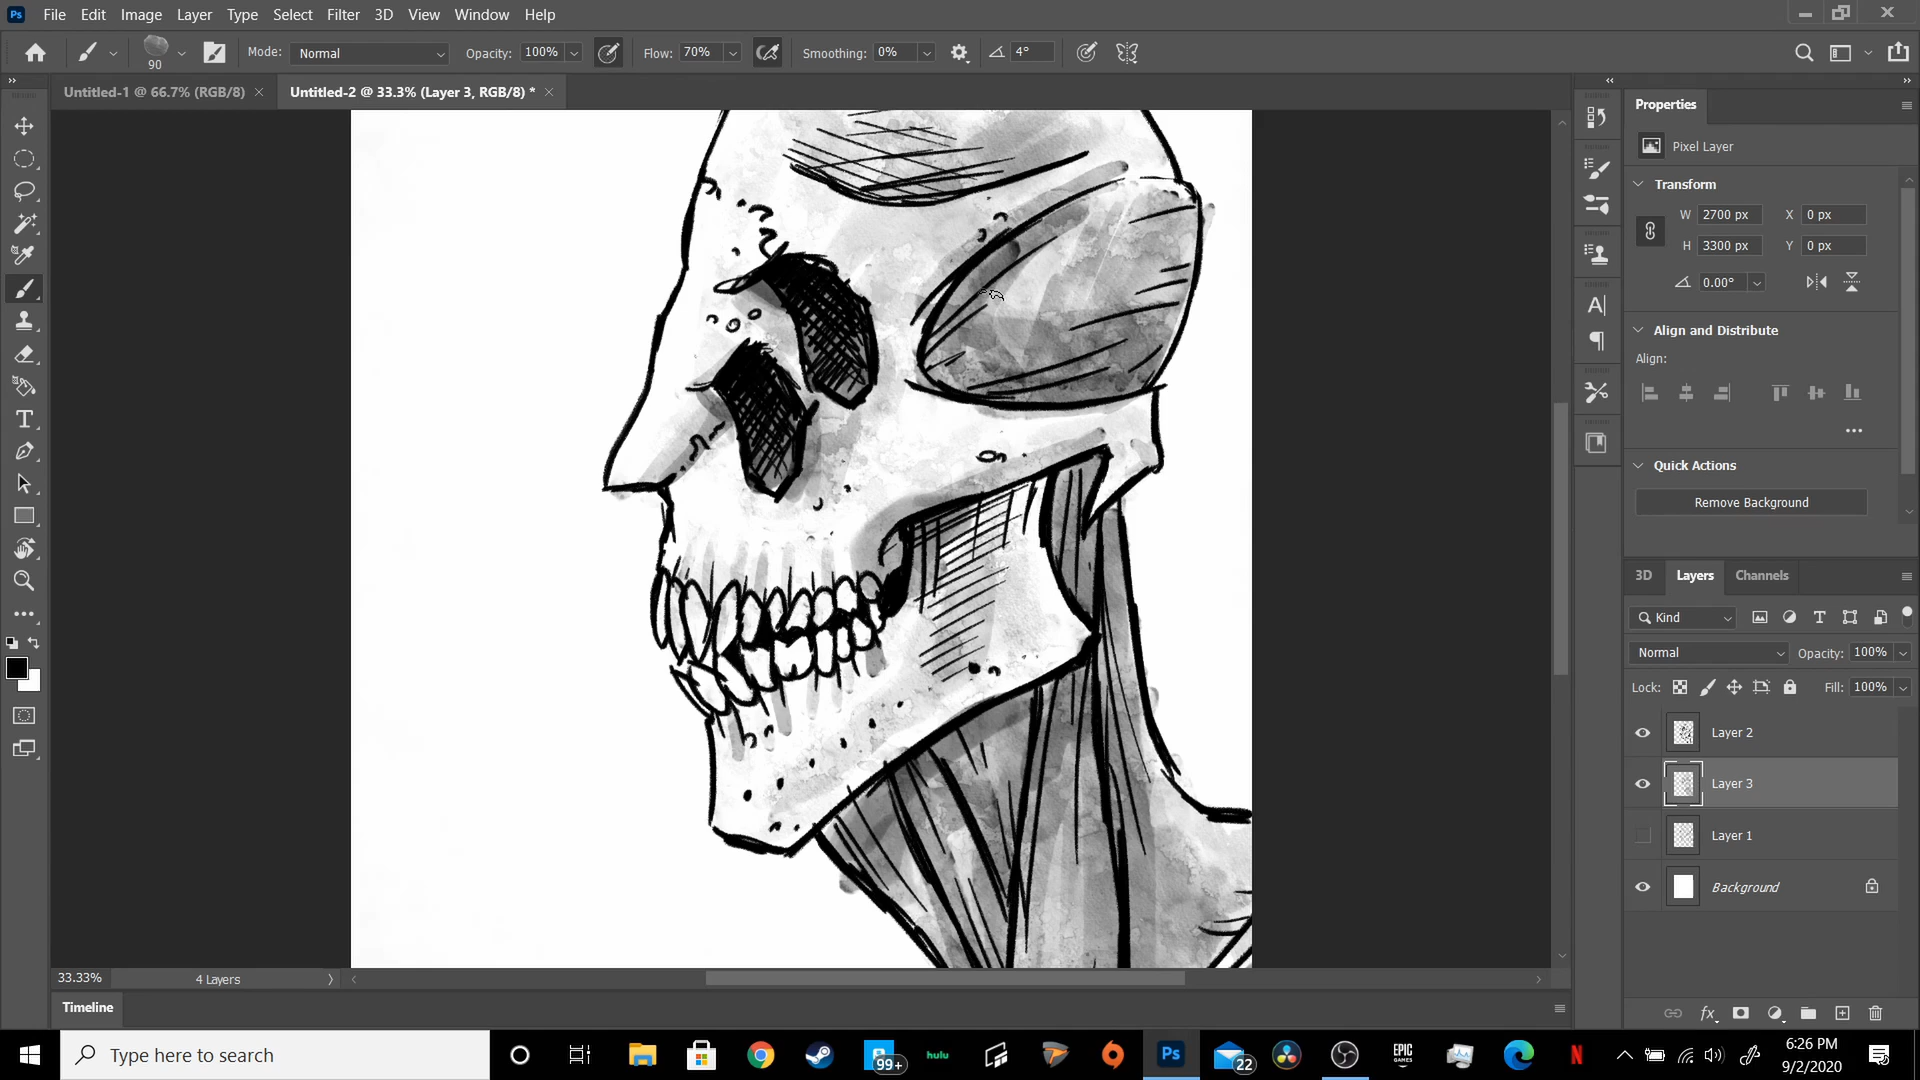 Ps File Edit Image Layer Type Select Filter 3D View Window Help
90 Mode: Normal Opacity: 100% Flow: 70% Smoothing: 0% 4°
Untitled-1 @ 66.7% (RGB/8) Untitled-2 @ 33.3% (Layer 3, RGB/8) *
Properties
Pixel Layer
Transform
W 2700 px X 0 px
H 3300 px Y 0 px
0.00°
Align and Distribute
Align:
Quick Actions
Remove Background
3D Layers Channels
Kind
Normal Opacity: 100%
Lock: Fill: 100%
Layer 2
Layer 3
Layer 1
Background
33.33% 4 Layers
Timeline
Type here to search
99+
hulu
Ps
22
EPIC
GAMES
N
6:26 PM
9/2/2020